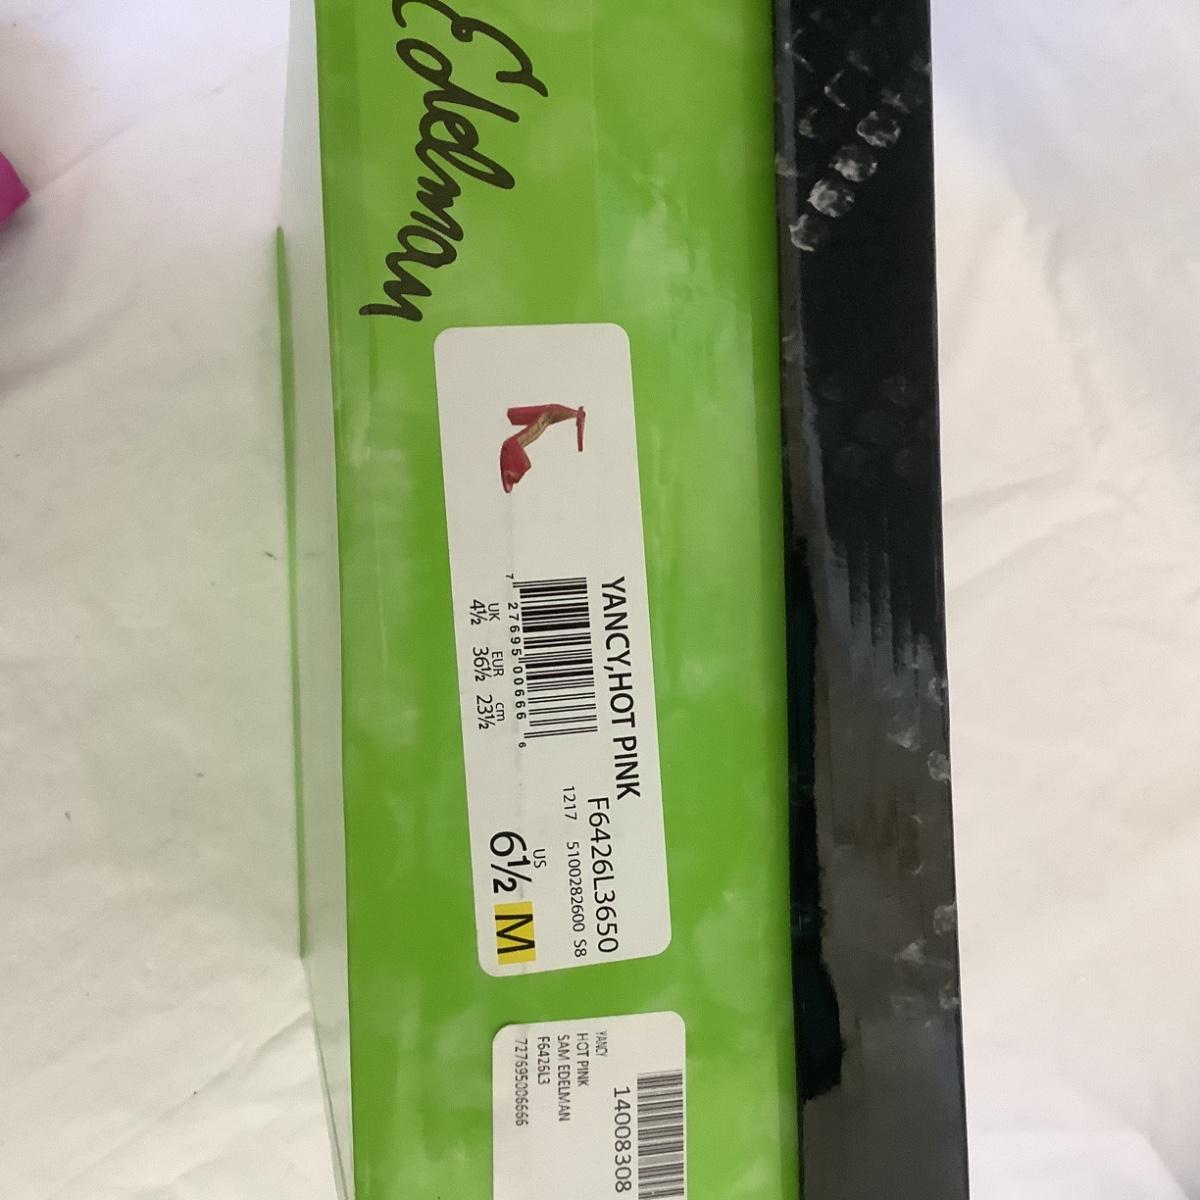 Edelman
YANCY,HOT PINK
F6426L3650
1217 5100282600 S8
7 27695 00666 6
UK EUR cm
4½ 36½ 23½
US
6½ M
14008308
YANCY
HOT PINK
SAM EDELMAN
F6426L3
727695006666